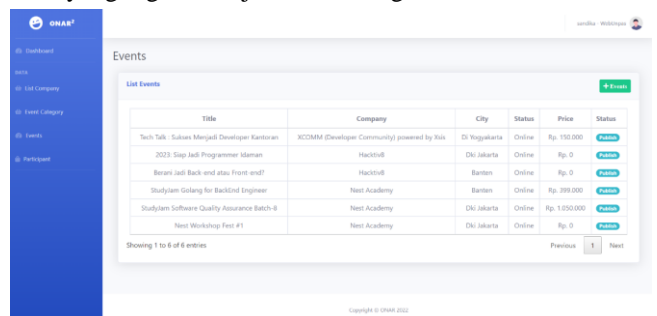 ONAR²
sandika - Webimpas
Dashboard
Events
DATA
List Company
List Events
+ Events
Event Category
Events
Participant
Title Company City Status Price Status
Tech Talk : Sukses Menjadi Developer Kantoran XCOMM (Developer Community) powered by Xsis Di Yogyakarta Online Rp. 150.000 Publish
2023: Siap Jadi Programmer Idaman Hacktiv8 Dki Jakarta Online Rp. 0 Publish
Berani Jadi Back-end atau Front-end? Hacktiv8 Banten Online Rp. 0 Publish
StudyJam Golang for BackEnd Engineer Nest Academy Banten Online Rp. 399.000 Publish
StudyJam Software Quality Assurance Batch-8 Nest Academy Dki Jakarta Online Rp. 1.050.000 Publish
Nest Workshop Fest #1 Nest Academy Dki Jakarta Online Rp. 0 Publish
Showing 1 to 6 of 6 entries
Previous 1 Next
Copyright © ONAR 2022